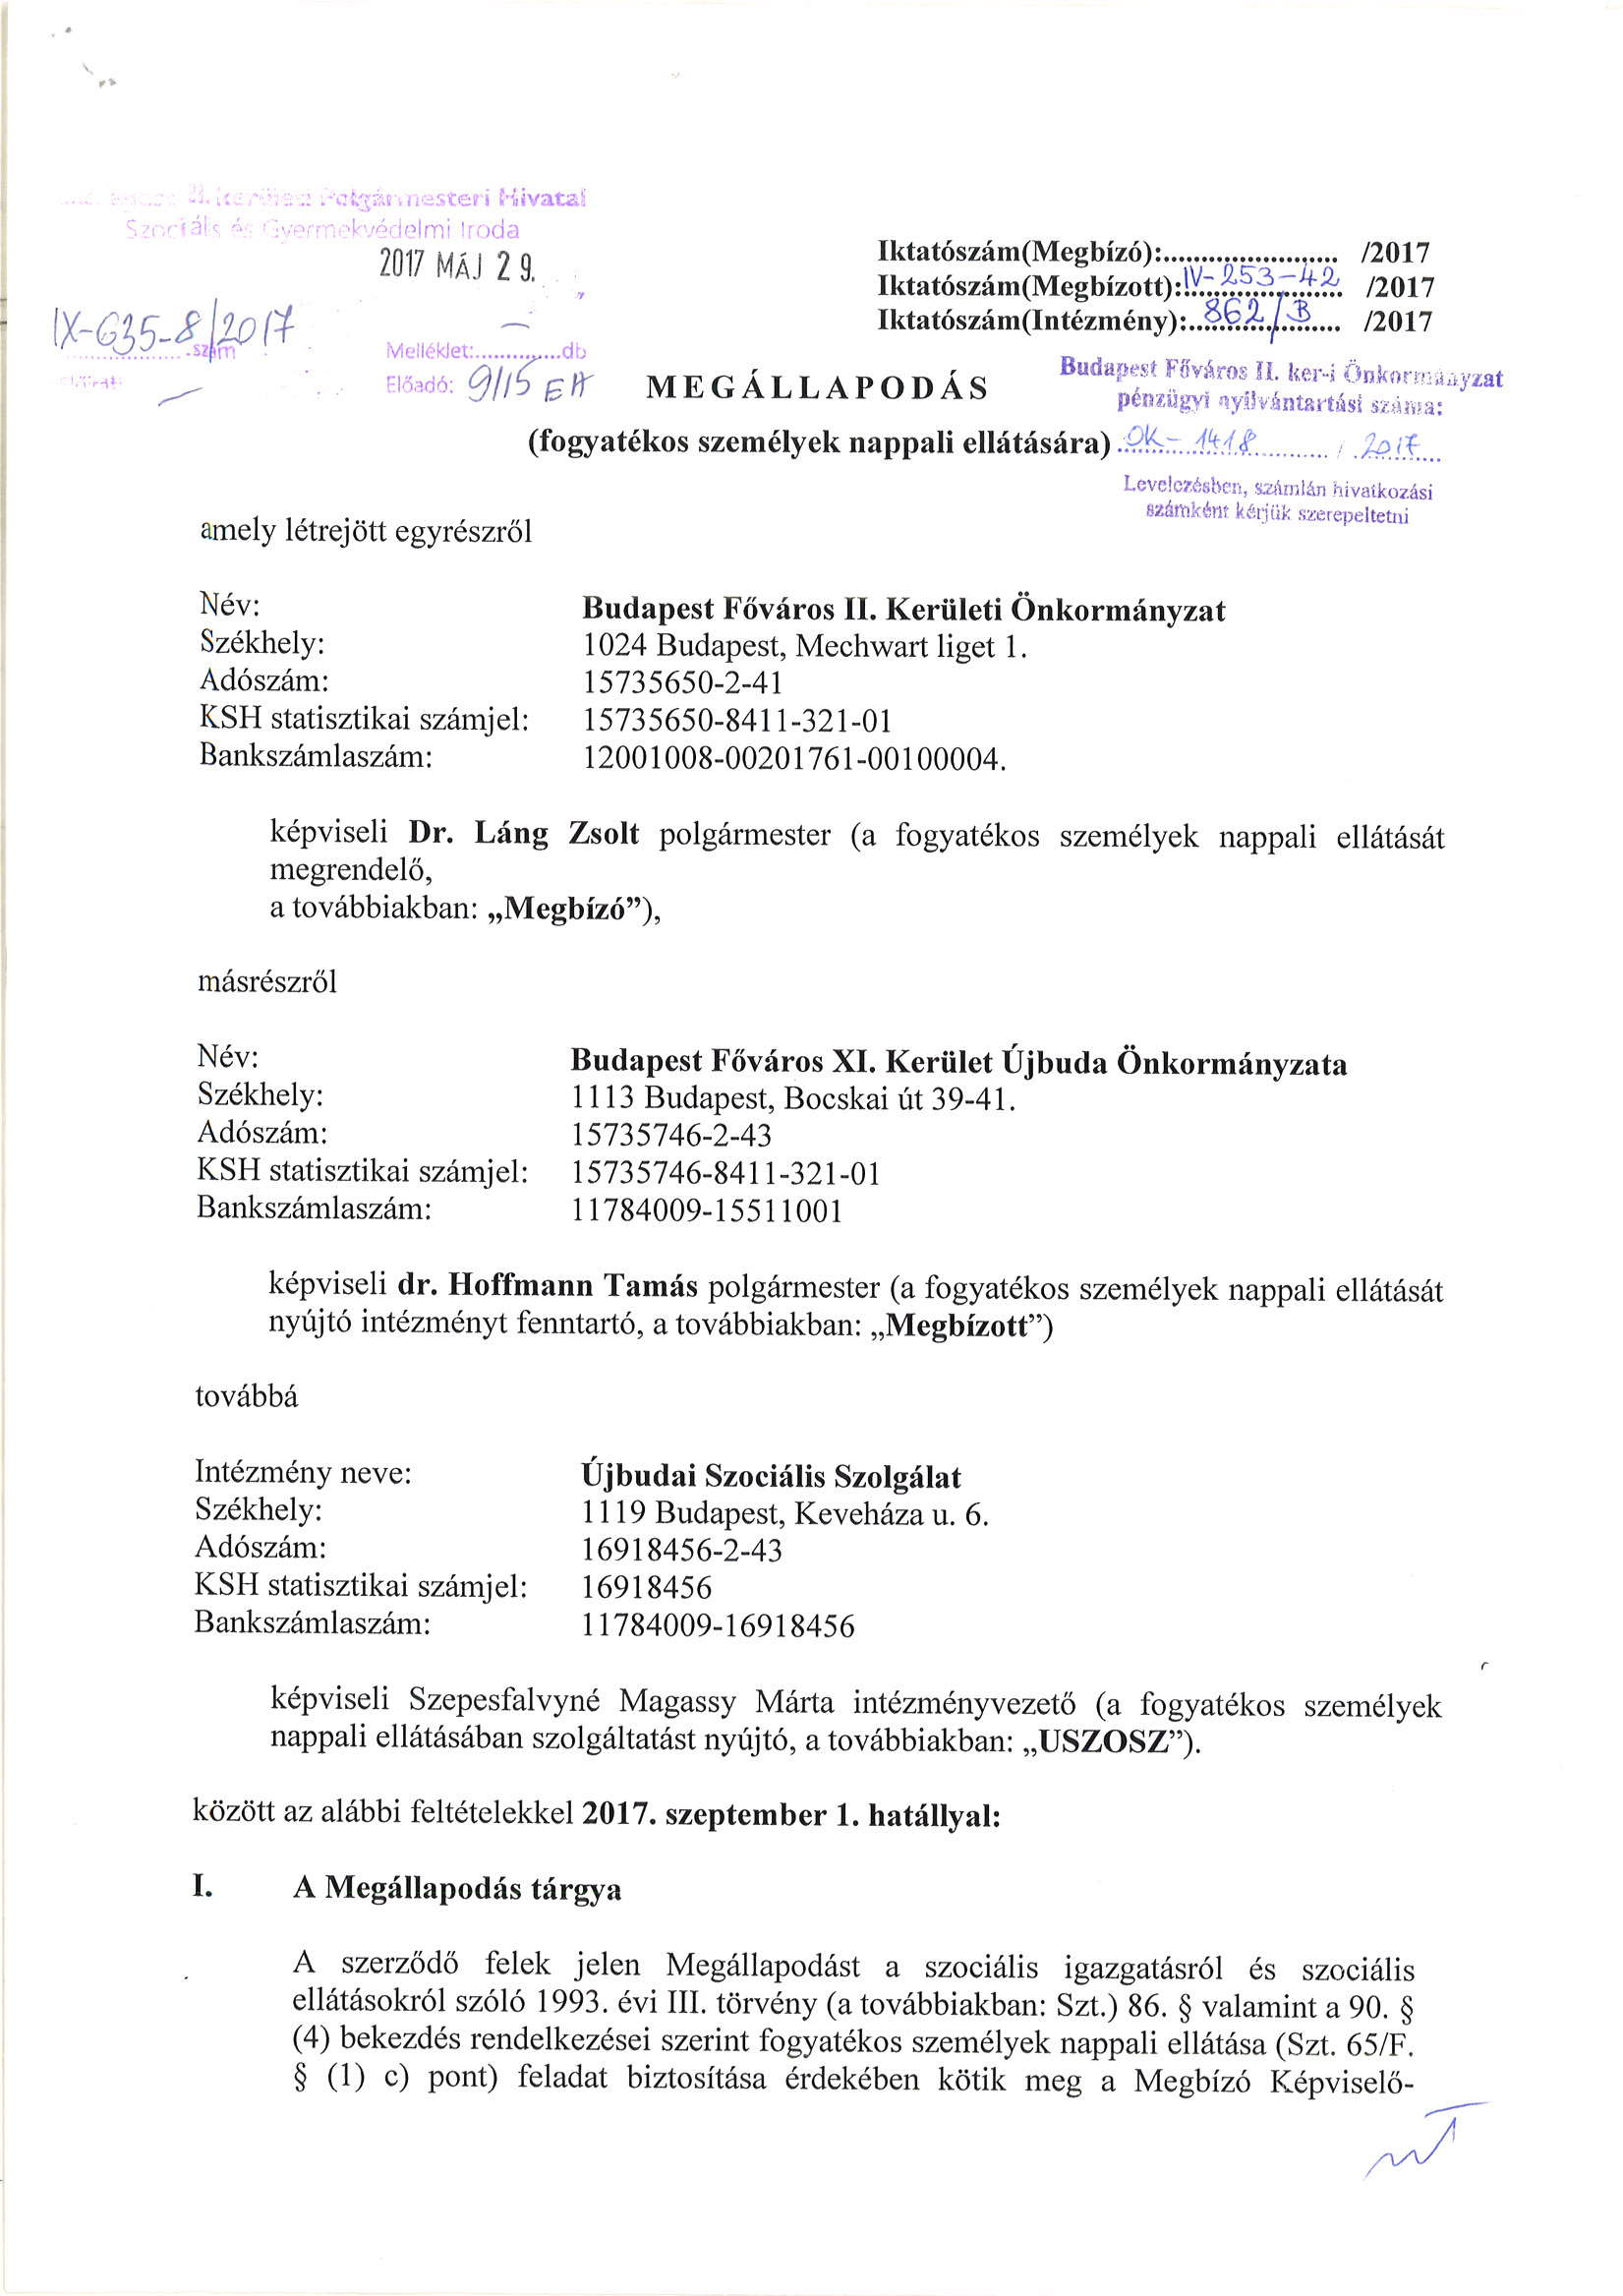 Polgármesteri Hivatal
Szociális és Gyermekvédelmi Iroda
2017 MÁJ 29.
IX-635-8/2017
szám
Melléklet:..............db
Előadó: 9/15 EH
Iktatószám(Megbízó):........................ /2017
Iktatószám(Megbízott):IV-253-42 /2017
Iktatószám(Intézmény):..862/B /2017
Budapest Főváros II. ker-i Önkormányzat
pénzügyi nyilvántartási száma:
OK-1418 / 2017
Levelezésben, számlán hivatkozási
számként kérjük szerepeltetni
MEGÁLLAPODÁS
(fogyatékos személyek nappali ellátására)
amely létrejött egyrészről
Név: Budapest Főváros II. Kerületi Önkormányzat
Székhely: 1024 Budapest, Mechwart liget 1.
Adószám: 15735650-2-41
KSH statisztikai számjel: 15735650-8411-321-01
Bankszámlaszám: 12001008-00201761-00100004.
képviseli Dr. Láng Zsolt polgármester (a fogyatékos személyek nappali ellátását
megrendelő,
a továbbiakban: „Megbízó”),
másrészről
Név: Budapest Főváros XI. Kerület Újbuda Önkormányzata
Székhely: 1113 Budapest, Bocskai út 39-41.
Adószám: 15735746-2-43
KSH statisztikai számjel: 15735746-8411-321-01
Bankszámlaszám: 11784009-15511001
képviseli dr. Hoffmann Tamás polgármester (a fogyatékos személyek nappali ellátását
nyújtó intézményt fenntartó, a továbbiakban: „Megbízott”)
továbbá
Intézmény neve: Újbudai Szociális Szolgálat
Székhely: 1119 Budapest, Keveháza u. 6.
Adószám: 16918456-2-43
KSH statisztikai számjel: 16918456
Bankszámlaszám: 11784009-16918456
képviseli Szepesfalvyné Magassy Márta intézményvezető (a fogyatékos személyek
nappali ellátásában szolgáltatást nyújtó, a továbbiakban: „USZOSZ”).
között az alábbi feltételekkel 2017. szeptember 1. hatállyal:
I. A Megállapodás tárgya
A szerződő felek jelen Megállapodást a szociális igazgatásról és szociális
ellátásokról szóló 1993. évi III. törvény (a továbbiakban: Szt.) 86. § valamint a 90. §
(4) bekezdés rendelkezései szerint fogyatékos személyek nappali ellátása (Szt. 65/F.
§ (1) c) pont) feladat biztosítása érdekében kötik meg a Megbízó Képviselő-